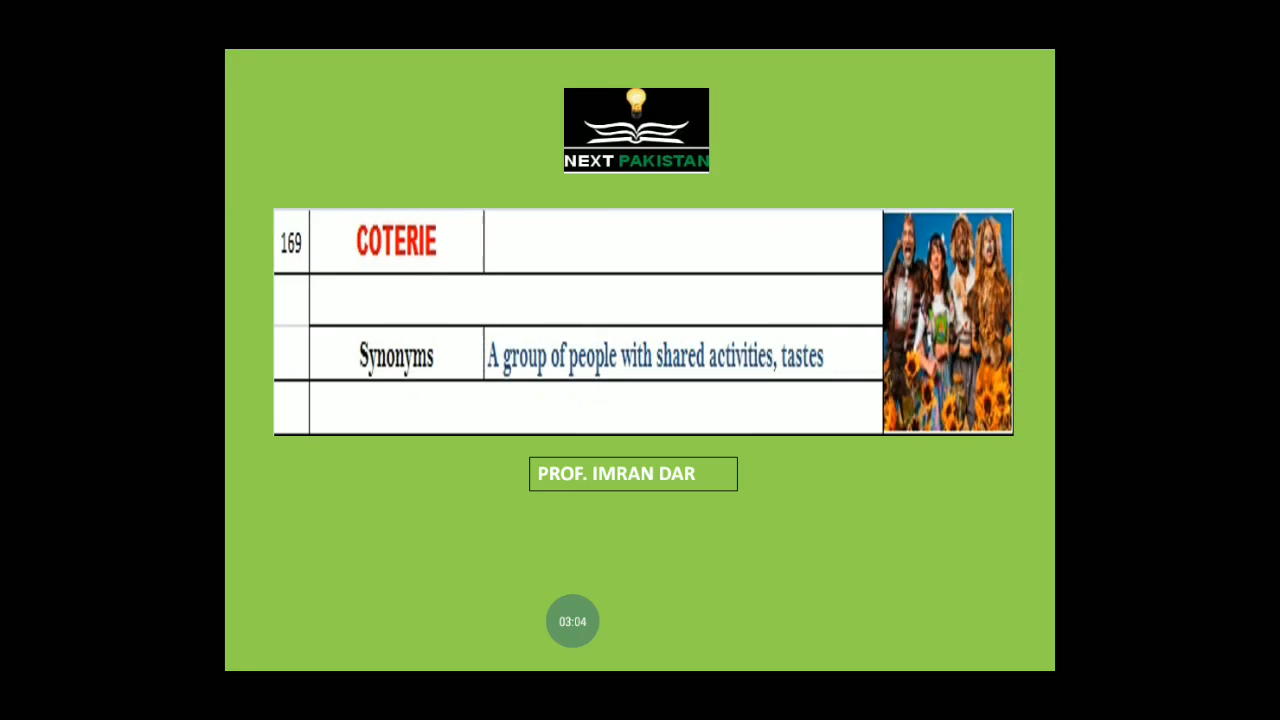 NEXT PAKISTAN
169 COTERIE
Synonyms A group of people with shared activities, tastes
PROF. IMRAN DAR
03:04